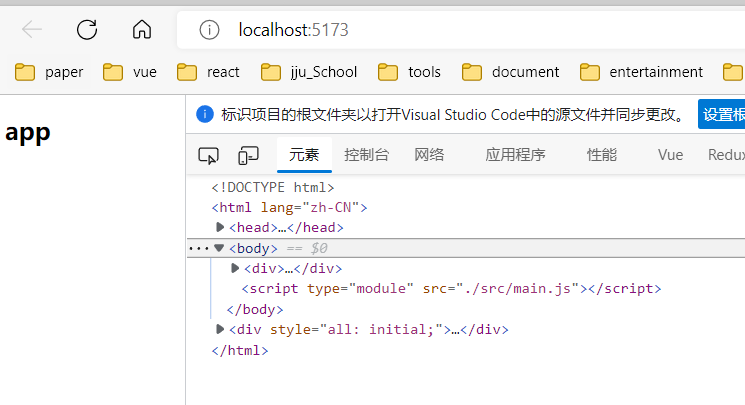 localhost:5173
paper vue react jju_School tools document entertainment
app
标识项目的根文件夹以打开Visual Studio Code中的源文件并同步更改。 设置根
元素 控制台 网络 应用程序 性能 Vue Redux
<!DOCTYPE html>
<html lang="zh-CN">
<head>…</head>
<body> == $0
<div>…</div>
<script type="module" src="./src/main.js"></script>
</body>
<div style="all: initial;">…</div>
</html>